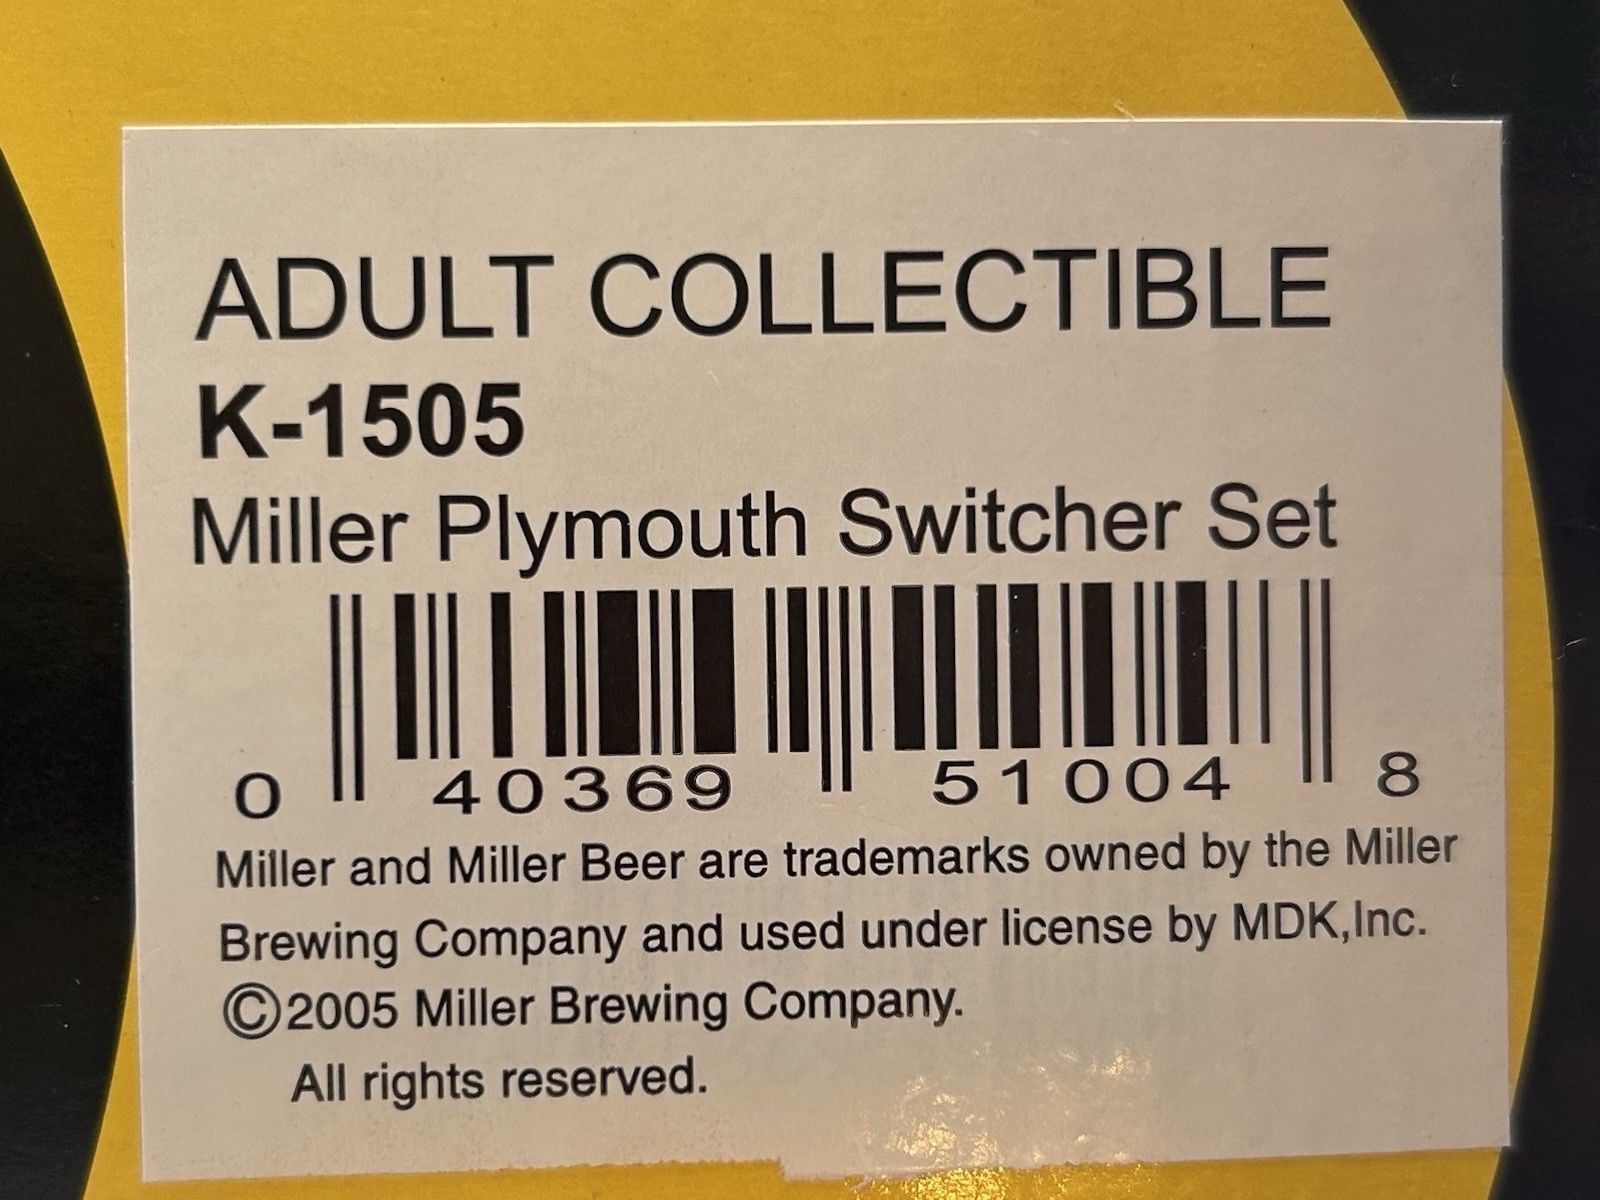 ADULT COLLECTIBLE
K-1505
Miller Plymouth Switcher Set
0 40369 51004 8
Miller and Miller Beer are trademarks owned by the Miller
Brewing Company and used under license by MDK,Inc.
©2005 Miller Brewing Company.
All rights reserved.